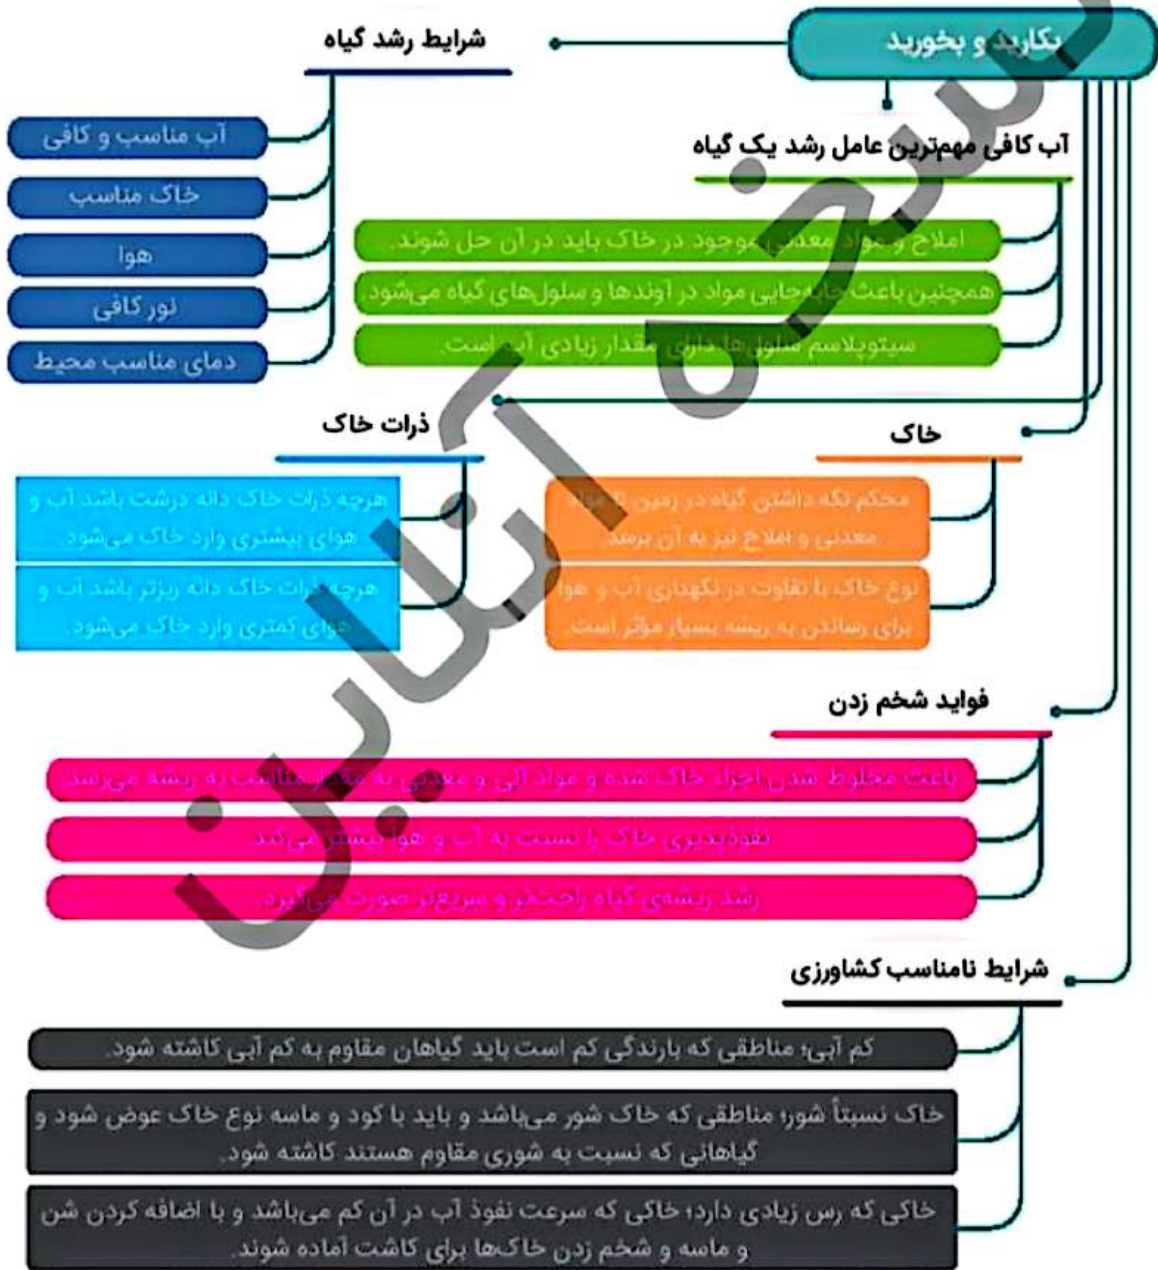 بکارید و بخورید
شرایط رشد گیاه
آب مناسب و کافی
خاک مناسب
هوا
نور کافی
دمای مناسب محیط
آب کافی مهم‌ترین عامل رشد یک گیاه
املاح و مواد معدنی موجود در خاک باید در آن حل شوند.
همچنین باعث جابه‌جایی مواد در آوندها و سلول‌های گیاه می‌شود
سیتوپلاسم سلول‌ها دارای مقدار زیادی آب است.
خاک
محکم نگه داشتن گیاه در زمین تا مواد
معدنی و املاح نیز به آن برسد.
نوع خاک با تفاوت در نگهداری آب و هوا
برای رساندن به ریشه بسیار مؤثر است.
ذرات خاک
هرچه ذرات خاک دانه درشت باشد آب و
هوای بیشتری وارد خاک می‌شود.
هرچه ذرات خاک دانه ریزتر باشد آب و
هوای کمتری وارد خاک می‌شود.
فواید شخم زدن
باعث مخلوط شدن اجزاء خاک شده و مواد آلی و معدنی به مقدار مناسب به ریشه می‌رسد
نفوذپذیری خاک را نسبت به آب و هوا بیشتر می‌کند
رشد ریشه‌ی گیاه راحت‌تر و سریع‌تر صورت می‌گیرد.
شرایط نامناسب کشاورزی
کم آبی؛ مناطقی که بارندگی کم است باید گیاهان مقاوم به کم آبی کاشته شود.
خاک نسبتاً شور؛ مناطقی که خاک شور می‌باشد و باید با کود و ماسه نوع خاک عوض شود و
گیاهانی که نسبت به شوری مقاوم هستند کاشته شود.
خاکی که رس زیادی دارد؛ خاکی که سرعت نفوذ آب در آن کم می‌باشد و با اضافه کردن شن
و ماسه و شخم زدن خاک‌ها برای کاشت آماده شوند.
نسخه آنلاین